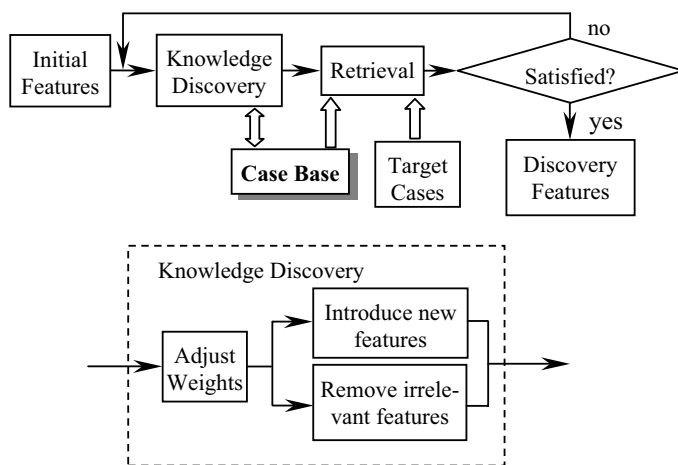 no
Initial
Features
Knowledge
Discovery
Retrieval
Satisfied?
yes
Case Base
Target
Cases
Discovery
Features
Knowledge Discovery
Adjust
Weights
Introduce new
features
Remove irrele-
vant features